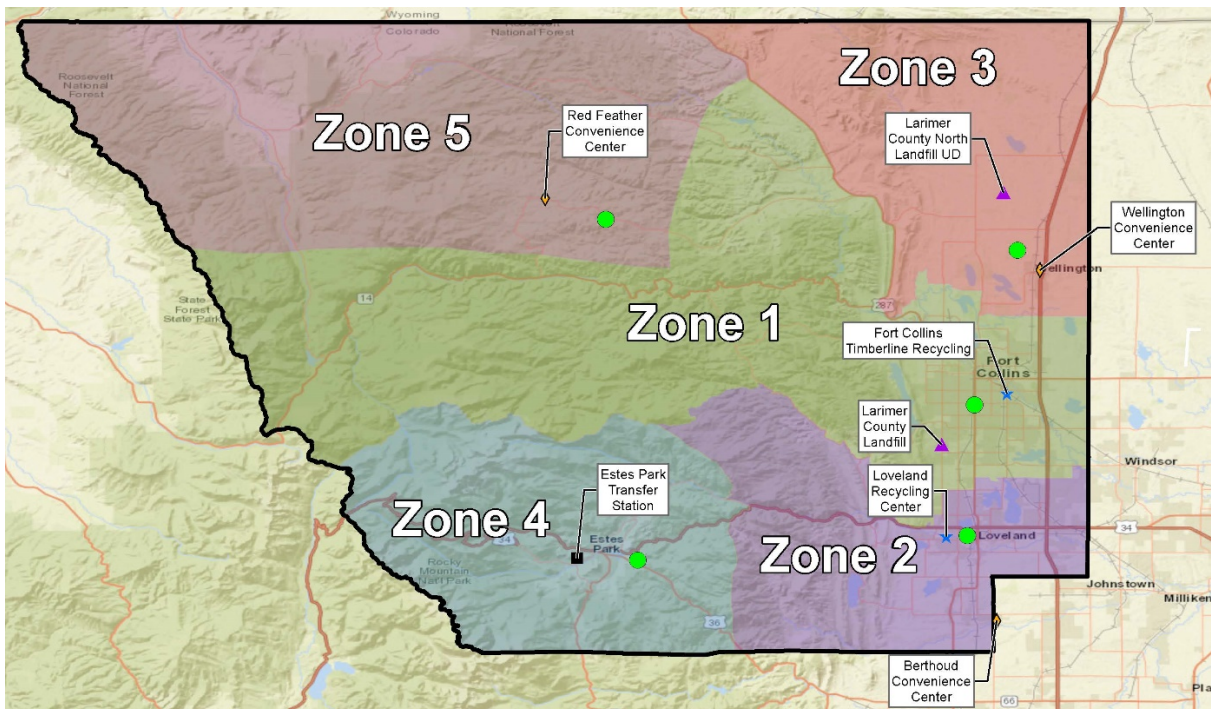 Wyoming
Colorado
National Forest
Roosevelt
National
Forest
Zone 3
Zone 5
Red Feather
Convenience
Center
Larimer
County North
Landfill UD
Wellington
Convenience
Center
ellington
State
Forest
State Park
14
287
Zone 1
Fort Collins
Timberline Recycling
Fort
Collins
Larimer
County
Landfill
Windsor
Estes Park
Transfer
Station
Loveland
Recycling
Center
Zone 4
34
Estes
Park
Zone 2
Loveland
34
Rocky
Mountain
Nat'l Park
Johnstown
Milliken
36
Berthoud
Convenience
Center
66
Pla